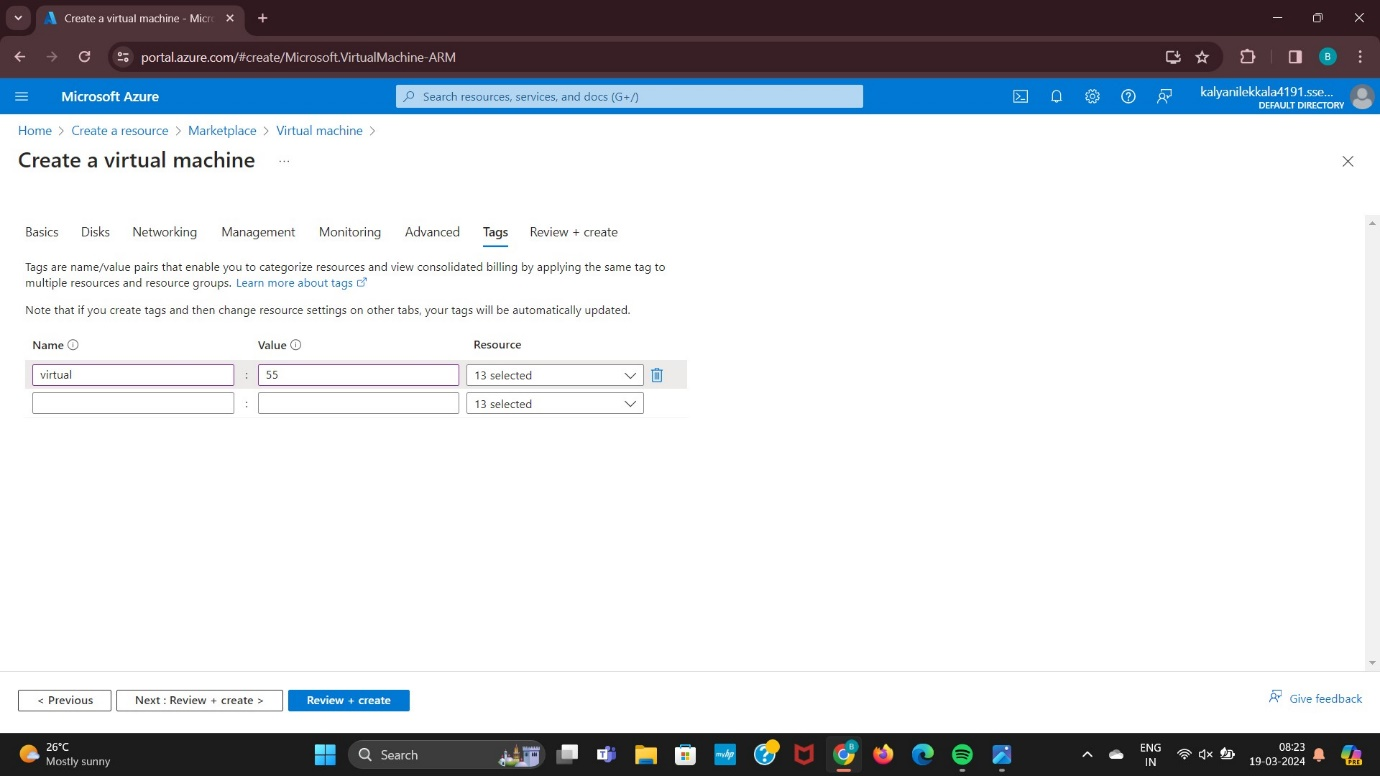 Create a virtual machine - Micr
portal.azure.com/#create/Microsoft.VirtualMachine-ARM
B
Microsoft Azure
Search resources, services, and docs (G+/)
kalyanilekkala4191.sse...
DEFAULT DIRECTORY
Home > Create a resource > Marketplace > Virtual machine >
Create a virtual machine ...
Basics Disks Networking Management Monitoring Advanced Tags Review + create
Tags are name/value pairs that enable you to categorize resources and view consolidated billing by applying the same tag to
multiple resources and resource groups. Learn more about tags
Note that if you create tags and then change resource settings on other tabs, your tags will be automatically updated.
Name Value Resource
virtual : 55 13 selected
: 13 selected
< Previous Next : Review + create > Review + create Give feedback
26°C
Mostly sunny
Search
myhp
B
ENG
IN
08:23
19-03-2024
PRE